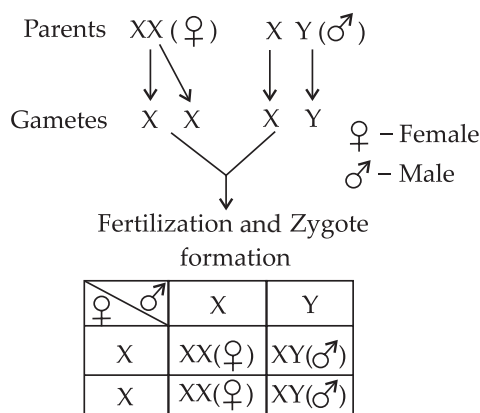 Parents XX (♀) X Y (♂)
Gametes X X X Y
♀ – Female
♂ – Male
Fertilization and Zygote
formation
♀ ♂ X Y
X XX(♀) XY(♂)
X XX(♀) XY(♂)